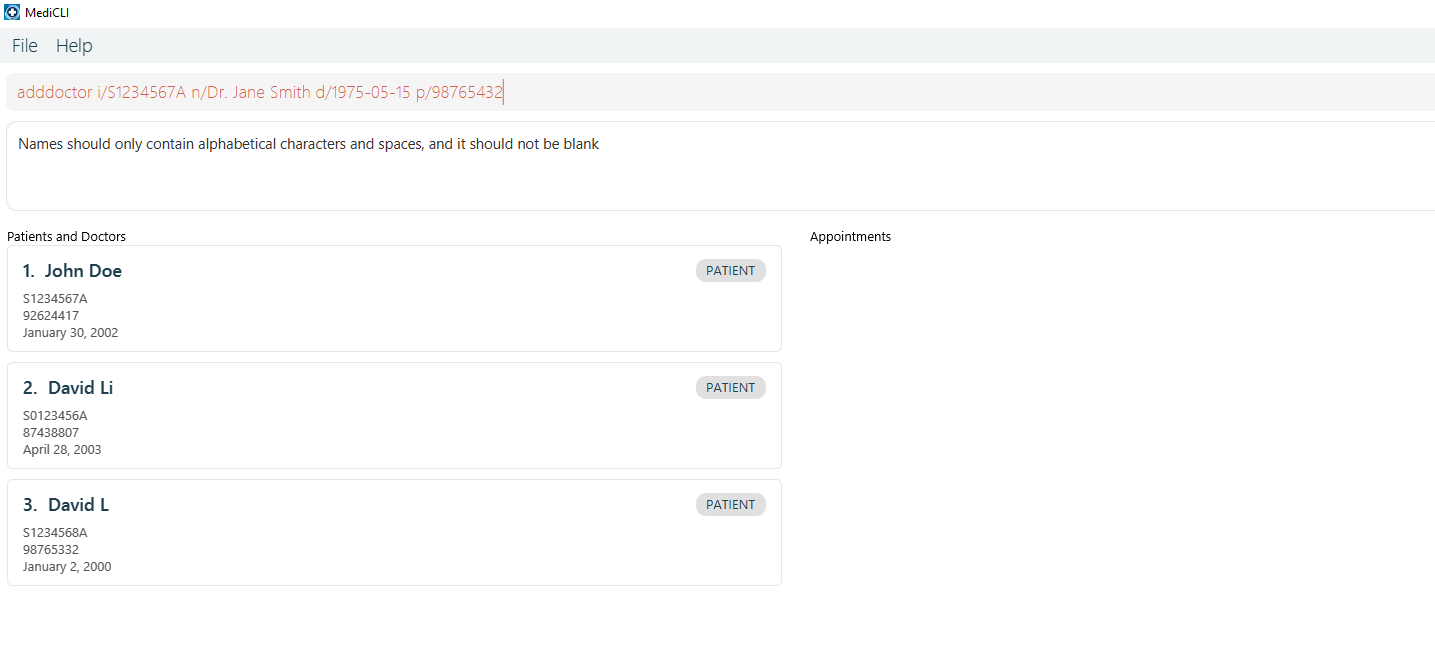 MediCLI
File Help
adddoctor i/S1234567A n/Dr. Jane Smith d/1975-05-15 p/98765432
Names should only contain alphabetical characters and spaces, and it should not be blank
Patients and Doctors
1. John Doe
PATIENT
S1234567A
92624417
January 30, 2002
2. David Li
PATIENT
S0123456A
87438807
April 28, 2003
3. David L
PATIENT
S1234568A
98765332
January 2, 2000
Appointments